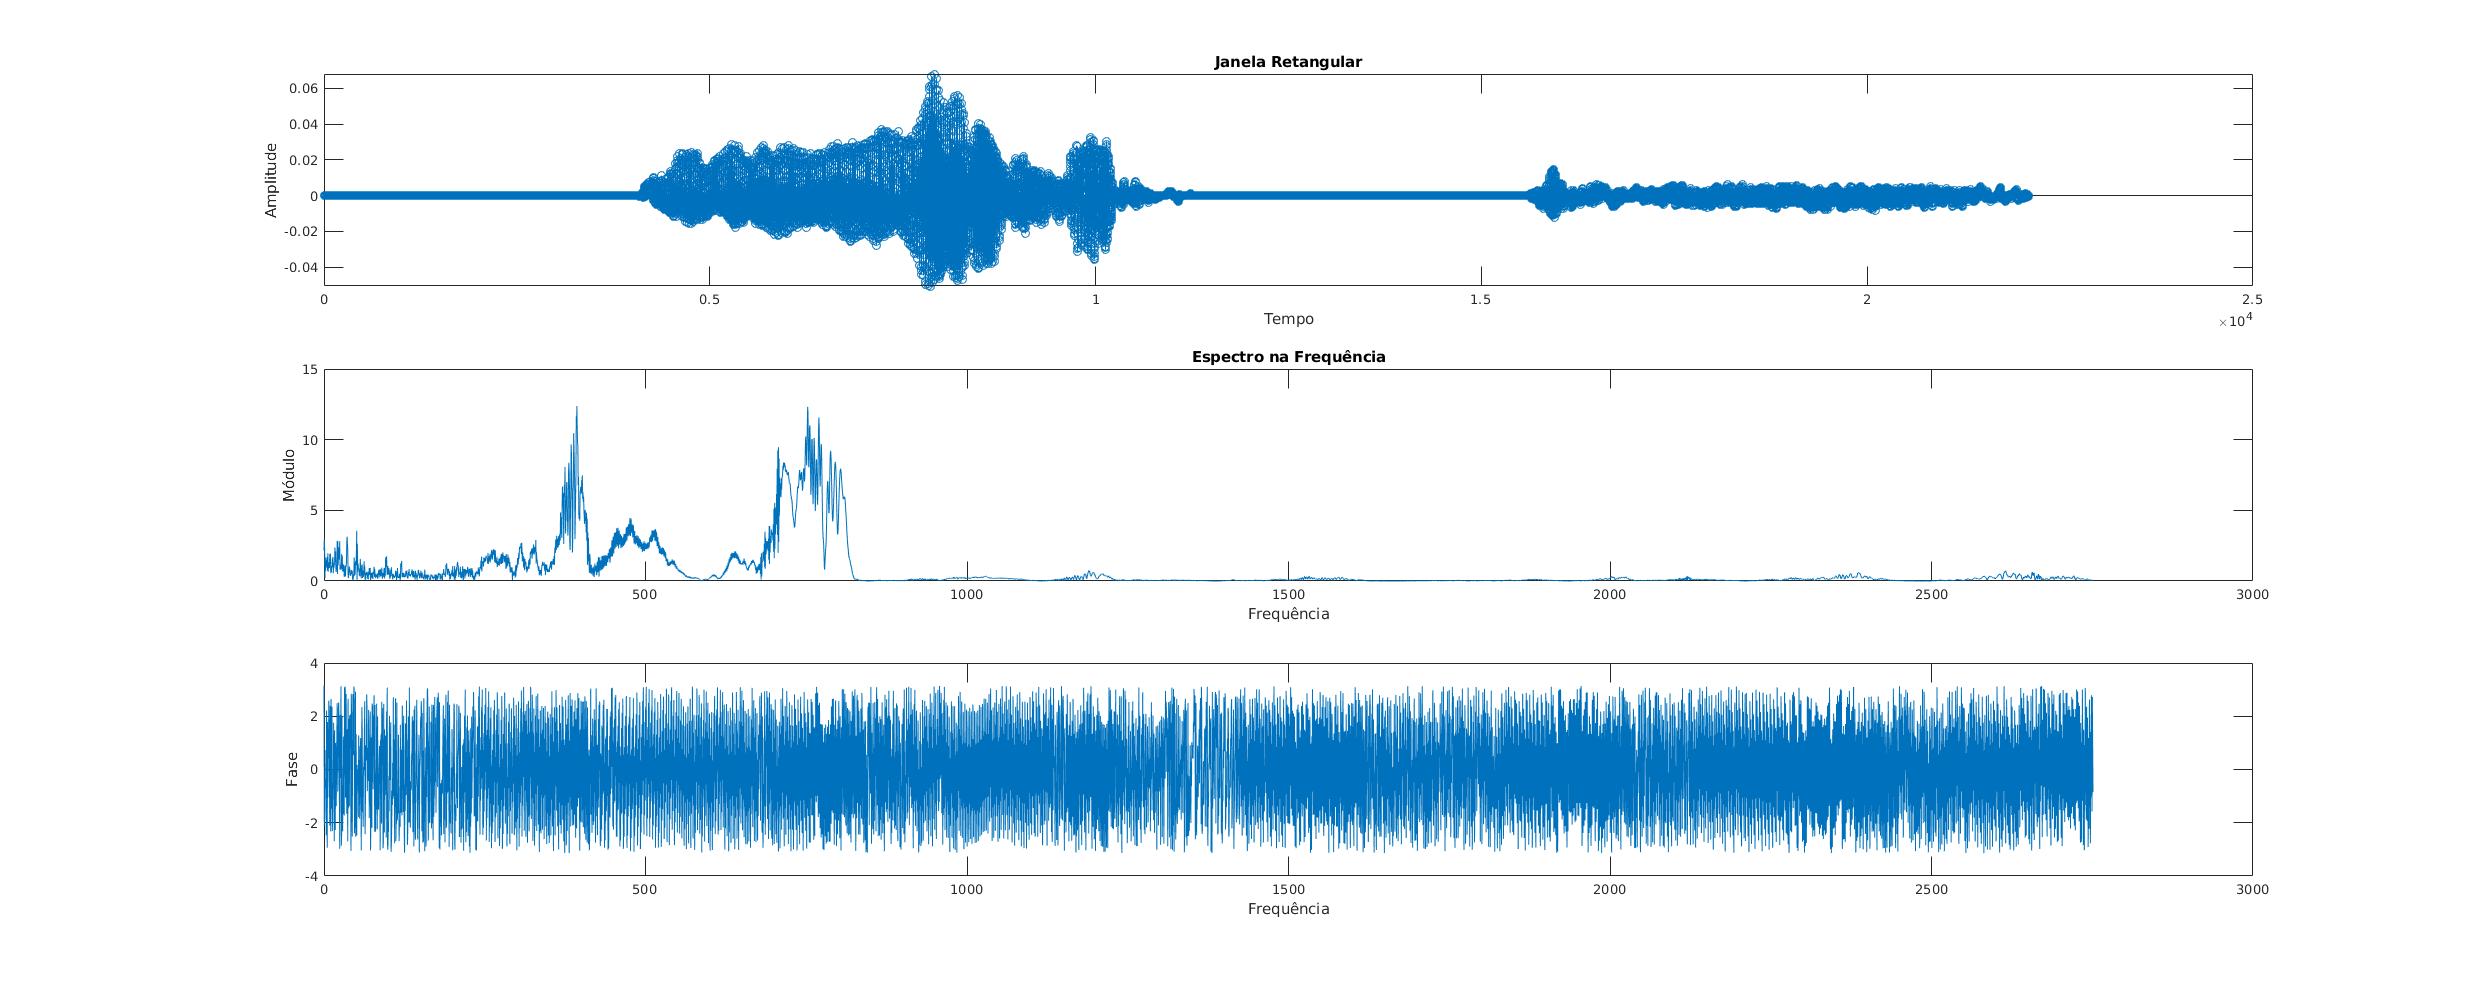 Janela Retangular
0.06
0.04
0.02
0
-0.02
-0.04
Amplitude
0 0.5 1 1.5 2 2.5
×10⁴
Tempo
Espectro na Frequência
15
10
5
0
Módulo
0 500 1000 1500 2000 2500 3000
Frequência
4
2
0
-2
-4
Fase
0 500 1000 1500 2000 2500 3000
Frequência